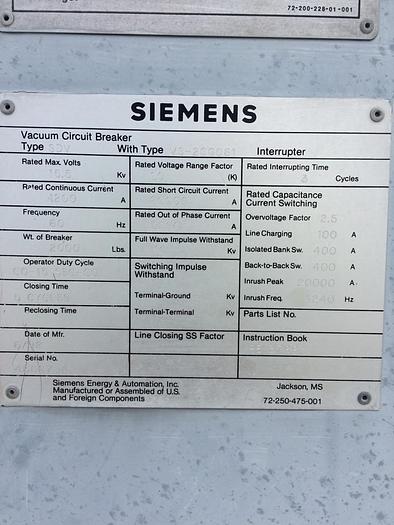 72-200-228-01-001
SIEMENS
Vacuum Circuit Breaker
Type SDV With Type Interrupter
Rated Max. Volts 15.5 Kv
Rated Voltage Range Factor (K)
Rated Interrupting Time Cycles
Rated Continuous Current A
Rated Short Circuit Current A
Rated Capacitance
Current Switching
Frequency 60 Hz
Rated Out of Phase Current A
Overvoltage Factor 2.5
Line Charging 100 A
Wt. of Breaker Lbs.
Full Wave Impulse Withstand Kv
Isolated Bank Sw. 400 A
Operator Duty Cycle
Switching Impulse
Withstand
Back-to-Back Sw. 400 A
Closing Time
Terminal-Ground Kv
Inrush Peak 20000 A
Inrush Freq. Hz
Reclosing Time
Terminal-Terminal Kv
Parts List No.
Date of Mfr.
Line Closing SS Factor
Instruction Book
Serial No.
Siemens Energy & Automation, Inc.
Manufactured or Assembled of U.S.
and Foreign Components
Jackson, MS
72-250-475-001